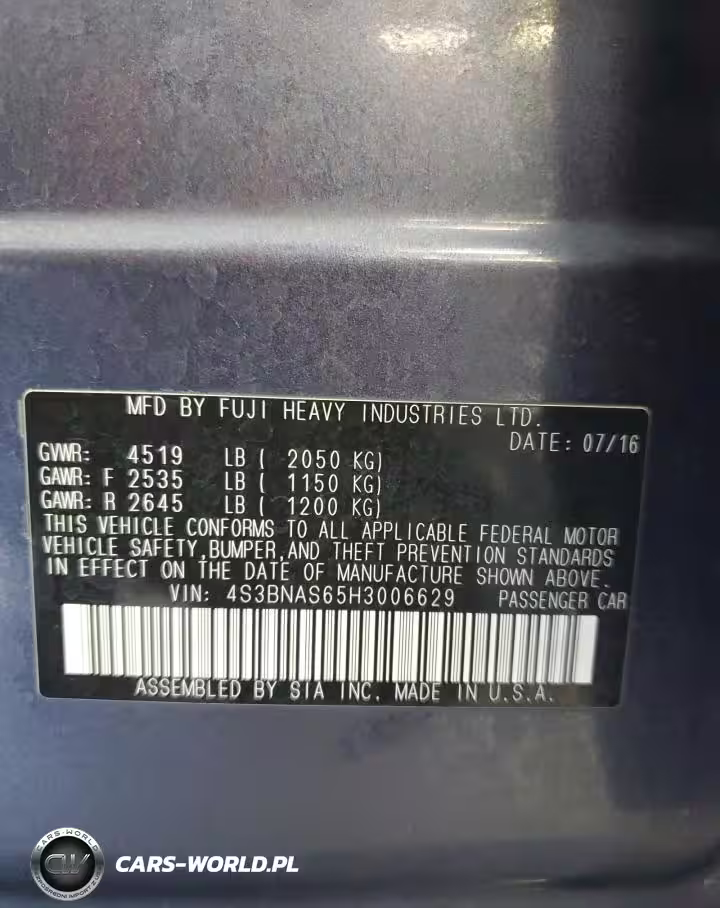 MFD BY FUJI HEAVY INDUSTRIES LTD.
DATE: 07/16
GVWR: 4519 LB ( 2050 KG)
GAWR: F 2535 LB ( 1150 KG)
GAWR: R 2645 LB ( 1200 KG)
THIS VEHICLE CONFORMS TO ALL APPLICABLE FEDERAL MOTOR
VEHICLE SAFETY,BUMPER,AND THEFT PREVENTION STANDARDS
IN EFFECT ON THE DATE OF MANUFACTURE SHOWN ABOVE.
VIN: 4S3BNAS65H3006629 PASSENGER CAR
ASSEMBLED BY SIA INC. MADE IN U.S.A.
CARS-WORLD
CW
CARS-WORLD.PL